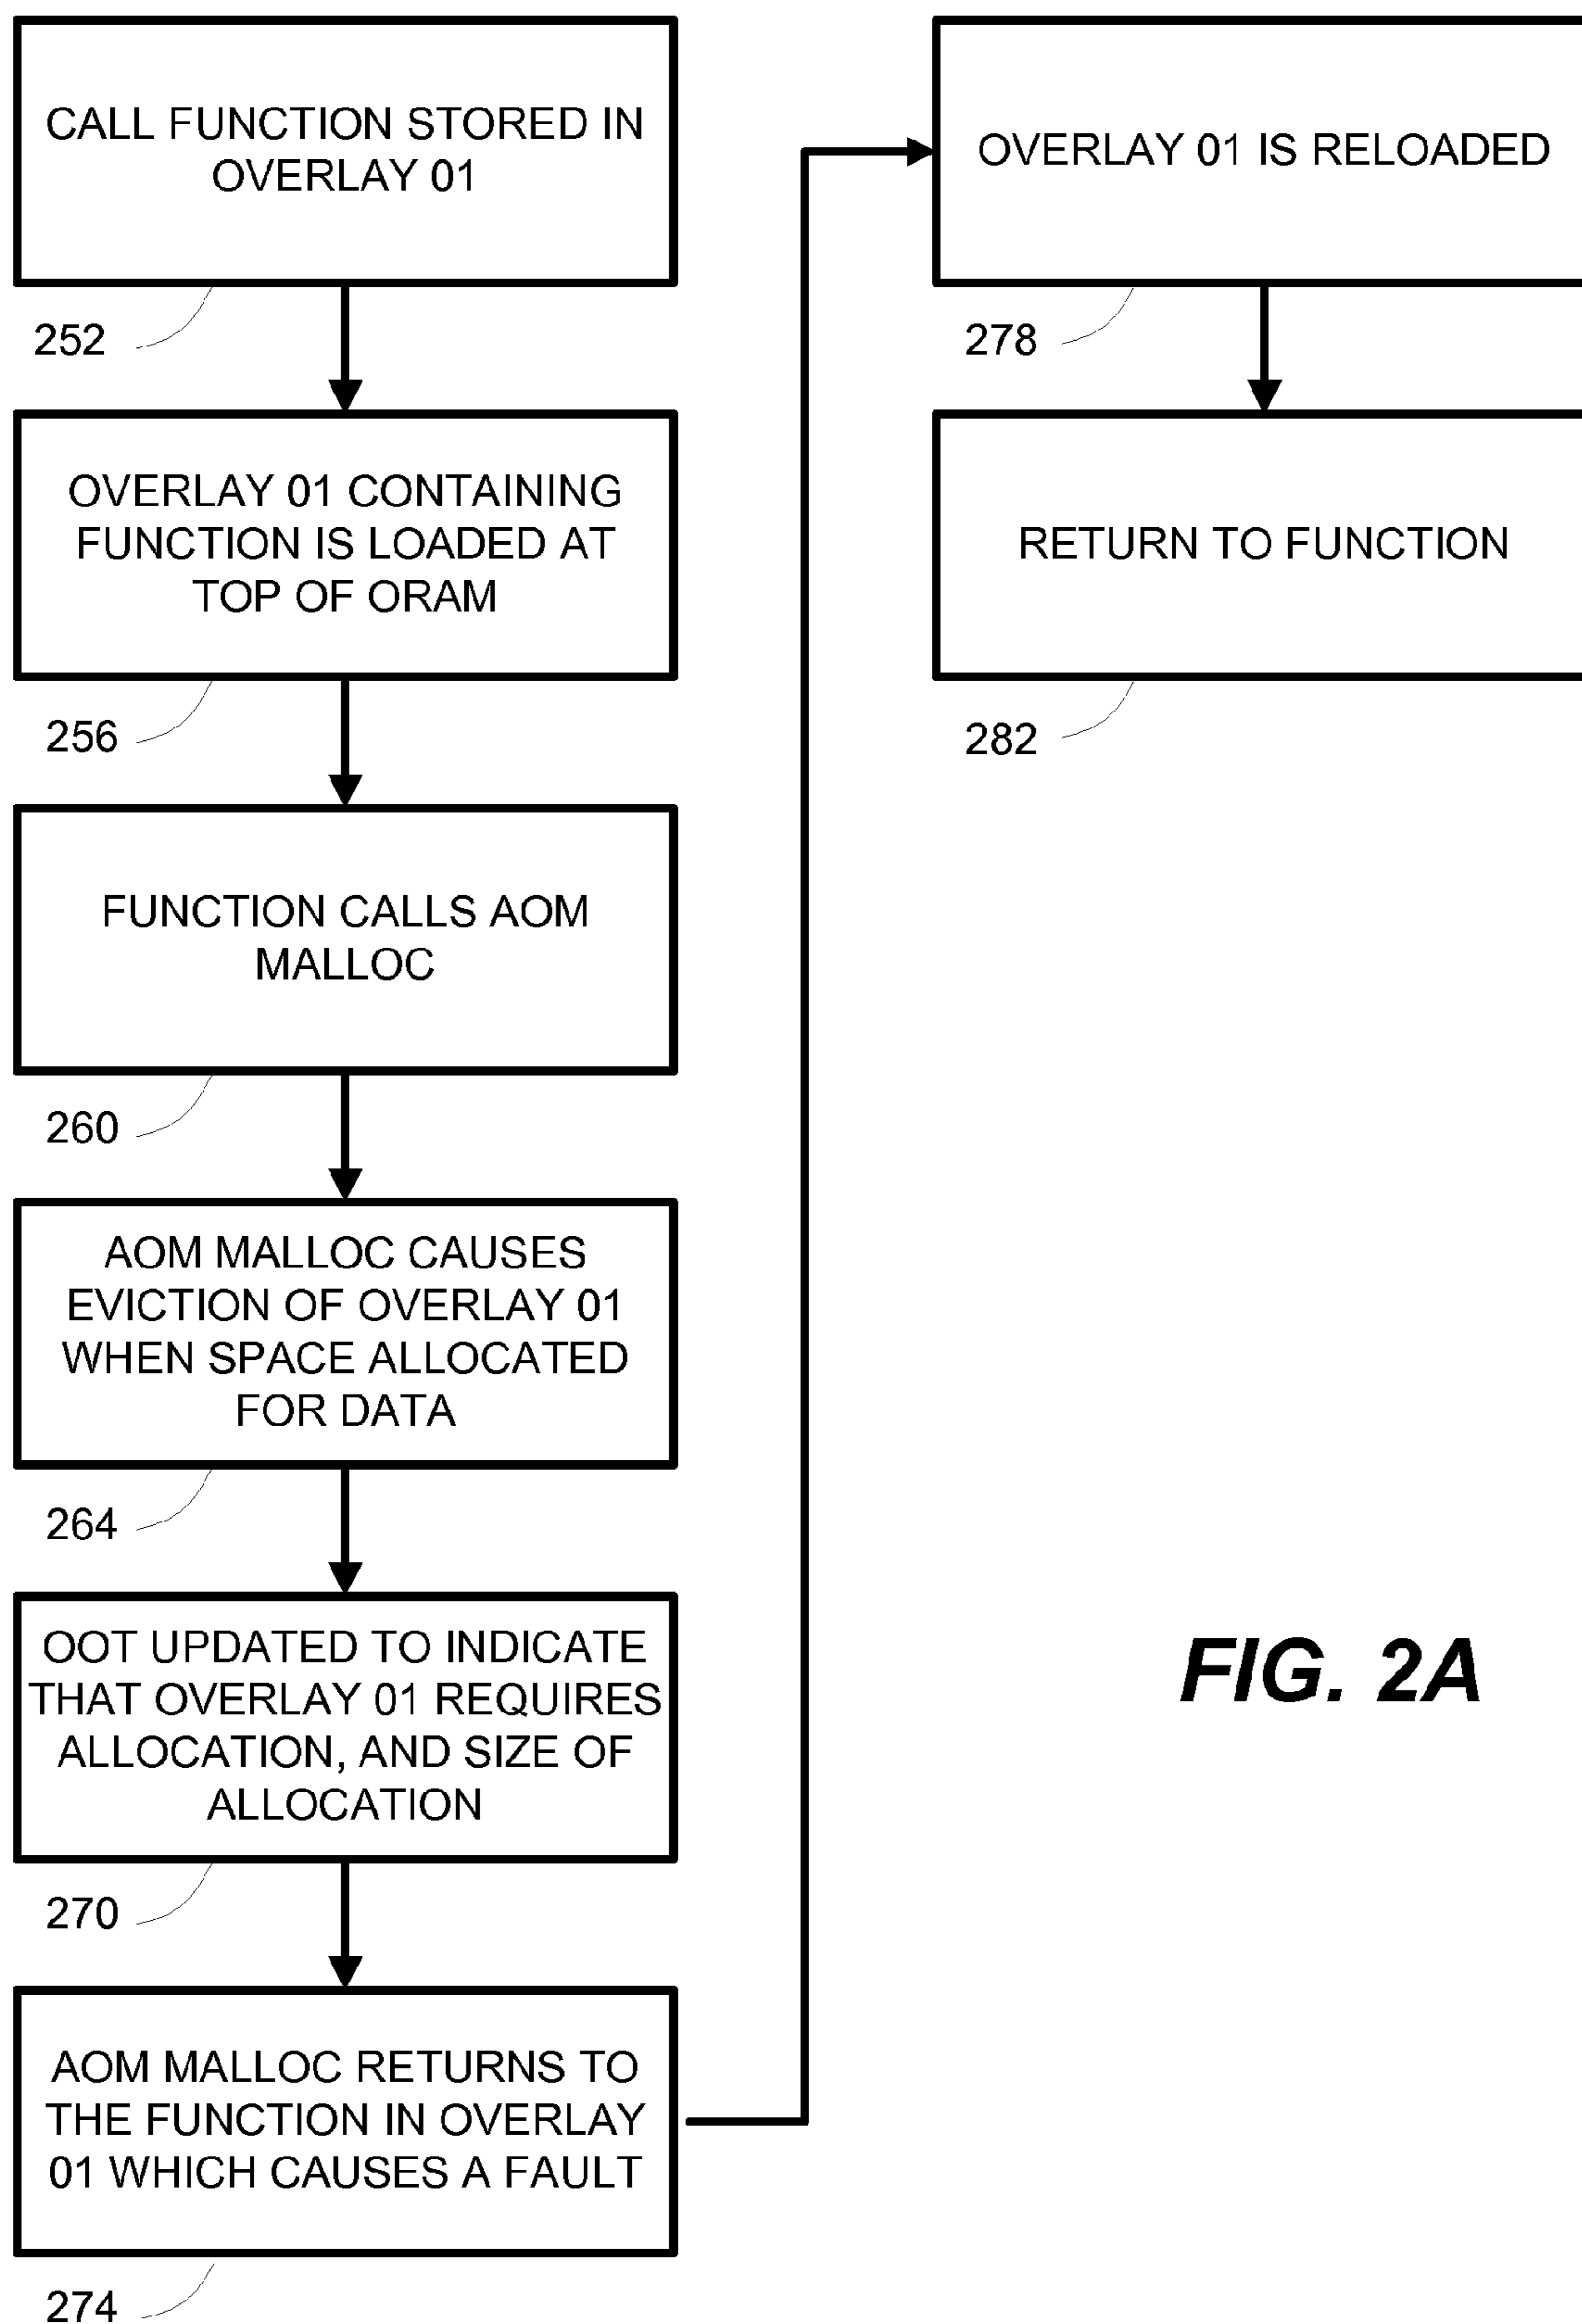 CALL FUNCTION STORED IN
OVERLAY 01
252
OVERLAY 01 CONTAINING
FUNCTION IS LOADED AT
TOP OF ORAM
256
FUNCTION CALLS AOM
MALLOC
260
AOM MALLOC CAUSES
EVICTION OF OVERLAY 01
WHEN SPACE ALLOCATED
FOR DATA
264
OOT UPDATED TO INDICATE
THAT OVERLAY 01 REQUIRES
ALLOCATION, AND SIZE OF
ALLOCATION
270
AOM MALLOC RETURNS TO
THE FUNCTION IN OVERLAY
01 WHICH CAUSES A FAULT
274
OVERLAY 01 IS RELOADED
278
RETURN TO FUNCTION
282
FIG. 2A